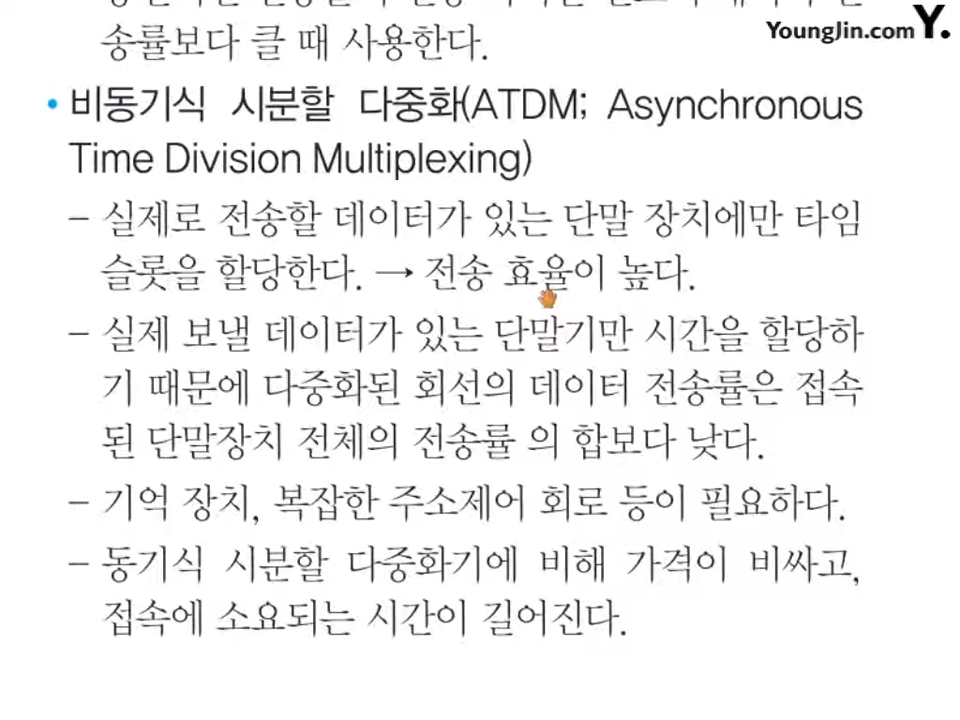 YoungJin.com Y.
송률보다 클 때 사용한다.
• 비동기식 시분할 다중화(ATDM; Asynchronous
Time Division Multiplexing)
– 실제로 전송할 데이터가 있는 단말 장치에만 타임
슬롯을 할당한다. → 전송 효율이 높다.
– 실제 보낼 데이터가 있는 단말기만 시간을 할당하
기 때문에 다중화된 회선의 데이터 전송률은 접속
된 단말장치 전체의 전송률 의 합보다 낮다.
– 기억 장치, 복잡한 주소제어 회로 등이 필요하다.
– 동기식 시분할 다중화기에 비해 가격이 비싸고,
접속에 소요되는 시간이 길어진다.